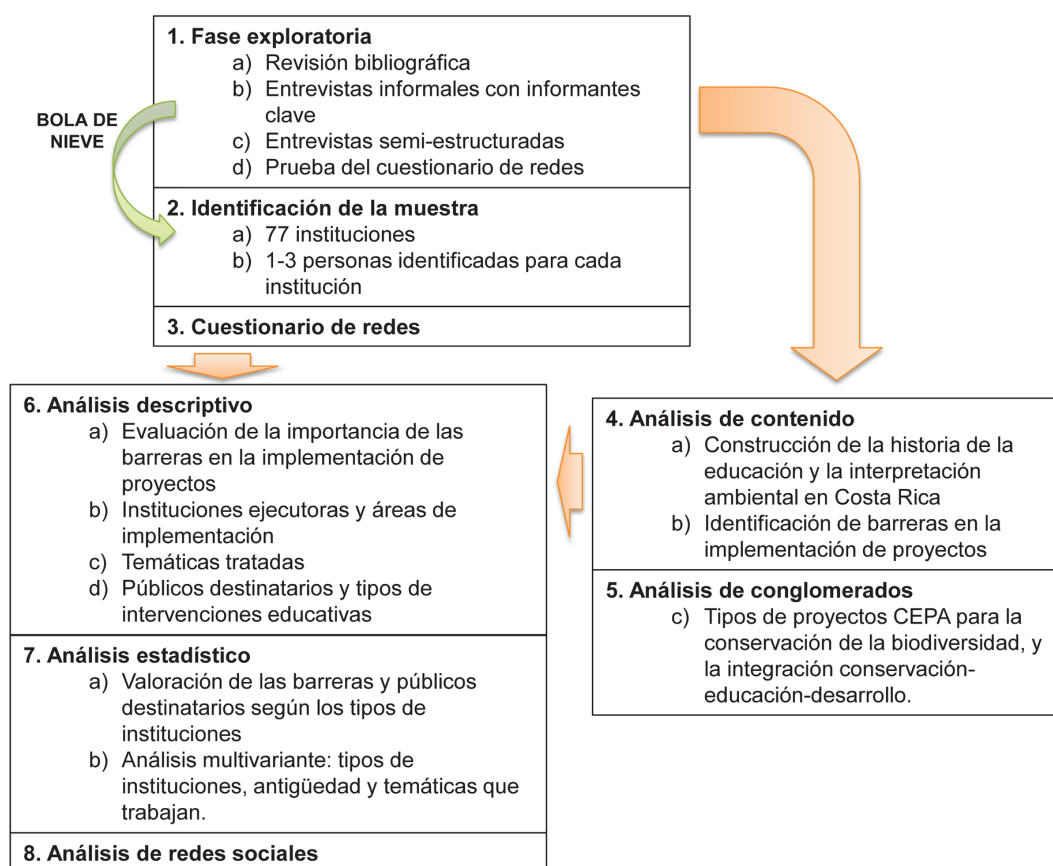 1. Fase exploratoria
a) Revisión bibliográfica
b) Entrevistas informales con informantes
clave
c) Entrevistas semi-estructuradas
d) Prueba del cuestionario de redes
BOLA DE
NIEVE
2. Identificación de la muestra
a) 77 instituciones
b) 1-3 personas identificadas para cada
institución
3. Cuestionario de redes
6. Análisis descriptivo
a) Evaluación de la importancia de las
barreras en la implementación de
proyectos
b) Instituciones ejecutoras y áreas de
implementación
c) Temáticas tratadas
d) Públicos destinatarios y tipos de
intervenciones educativas
7. Análisis estadístico
a) Valoración de las barreras y públicos
destinatarios según los tipos de
instituciones
b) Análisis multivariante: tipos de
instituciones, antigüedad y temáticas que
trabajan.
8. Análisis de redes sociales
4. Análisis de contenido
a) Construcción de la historia de la
educación y la interpretación
ambiental en Costa Rica
b) Identificación de barreras en la
implementación de proyectos
5. Análisis de conglomerados
c) Tipos de proyectos CEPA para la
conservación de la biodiversidad, y
la integración conservación-
educación-desarrollo.